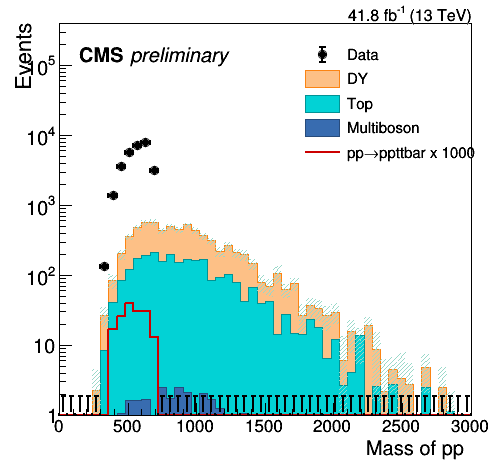 41.8 fb⁻¹ (13 TeV)
Events
CMS preliminary
Data
DY
Top
Multiboson
pp→ppttbar x 1000
10⁵
10⁴
10³
10²
10
1
0 500 1000 1500 2000 2500 3000
Mass of pp